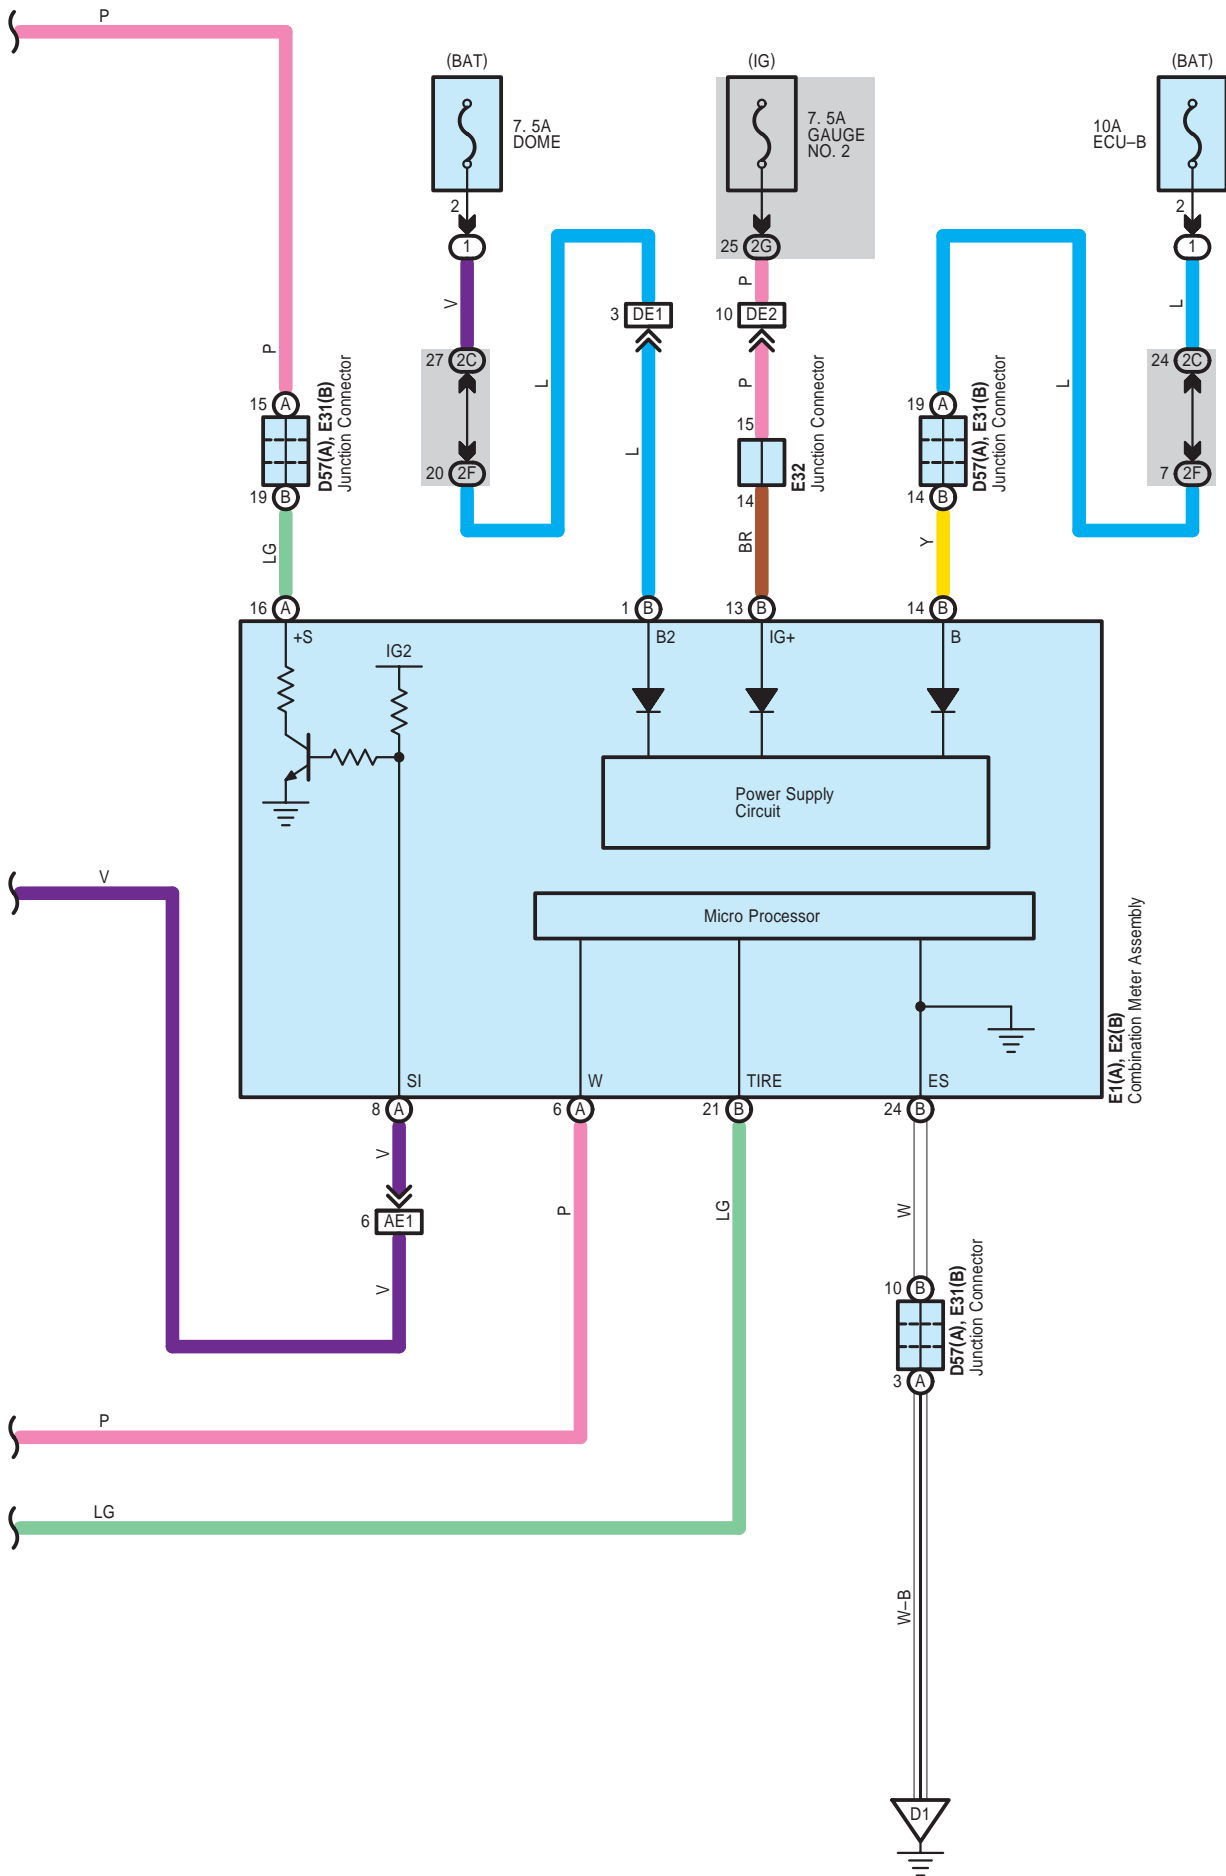 P
(BAT)
(IG)
(BAT)
7. 5A
DOME
7. 5A
GAUGE
NO. 2
10A
ECU–B
2
2
1
25 2G
1
V
P
L
3 DE1
10 DE2
P
27 2C
24 2C
L
P
L
15 A
D57(A), E31(B)
Junction Connector
15
E32
Junction Connector
19 A
D57(A), E31(B)
Junction Connector
L
20 2F
7 2F
19 B
14
14 B
LG
BR
Y
16 A
1 B
13 B
14 B
+S
B2
IG+
B
IG2
Power Supply
Circuit
V
Micro Processor
E1(A), E2(B)
Combination Meter Assembly
SI
W
TIRE
ES
8 A
6 A
21 B
24 B
V
P
LG
W
6 AE1
V
10 B
D57(A), E31(B)
Junction Connector
3 A
P
LG
W–B
D1